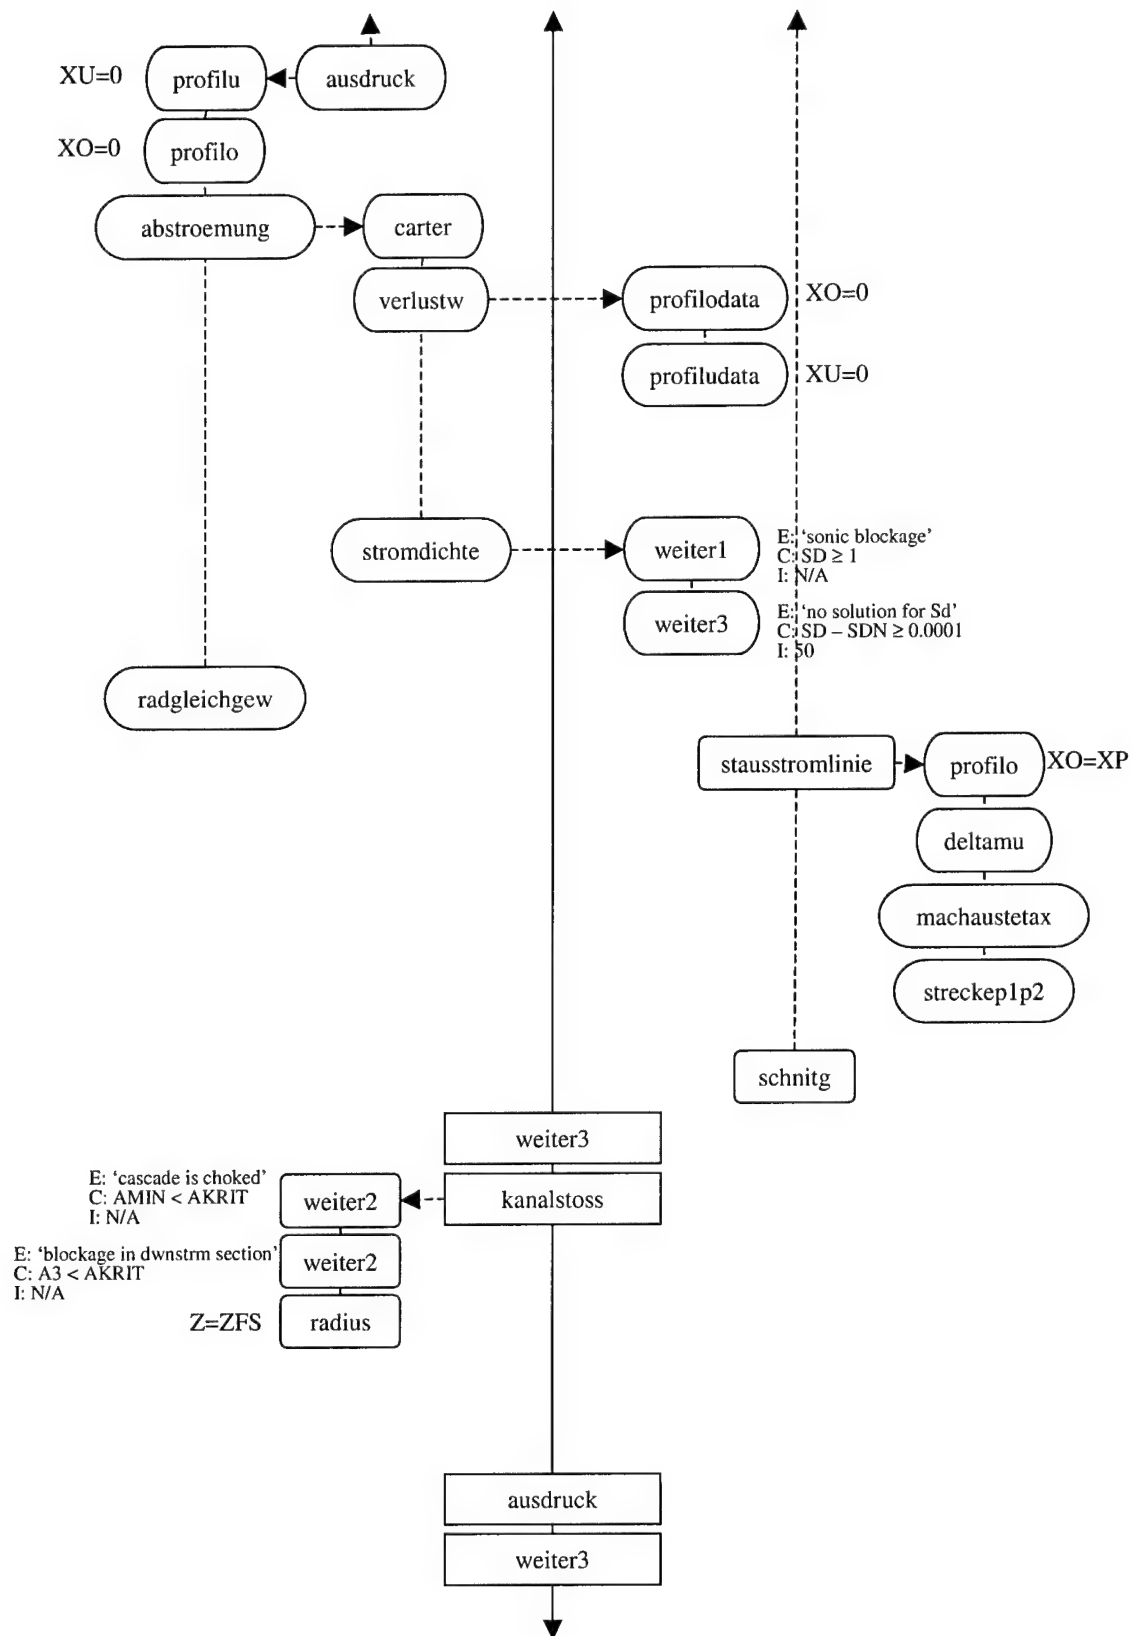 XU=0 profilu ausdruck
XO=0 profilo
abstroemung carter
verlustw profilodata XO=0
profiludata XU=0
stromdichte weiter1
E: ‘sonic blockage’
C: SD ≥ 1
I: N/A
weiter3
E: ‘no solution for Sd’
C: SD – SDN ≥ 0.0001
I: 50
radgleichgew
stausstromlinie profilo XO=XP
deltamu
machaustetax
streckep1p2
schnitg
weiter3
E: ‘cascade is choked’
C: AMIN < AKRIT
I: N/A
weiter2 kanalstoss
E: ‘blockage in dwnstrm section’
C: A3 < AKRIT
I: N/A
weiter2
Z=ZFS radius
ausdruck
weiter3